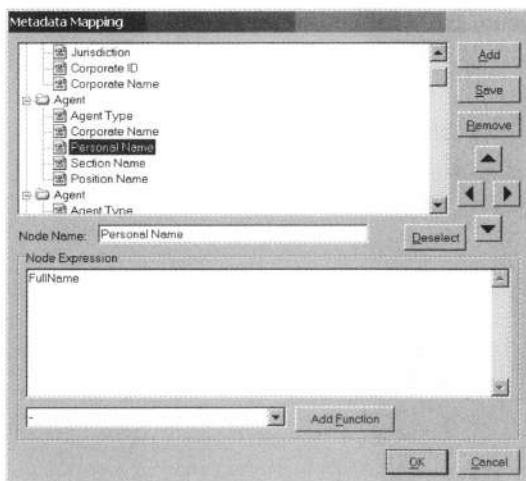 Metadata Mapping
Jurisdiction
Corporate ID
Corporate Name
Agent
Agent Type
Corporate Name
Personal Name
Section Name
Position Name
Agent
Agent Type
Add
Save
Remove
Node Name: Personal Name
Deselect
Node Expression
FullName
-
Add Function
OK
Cancel